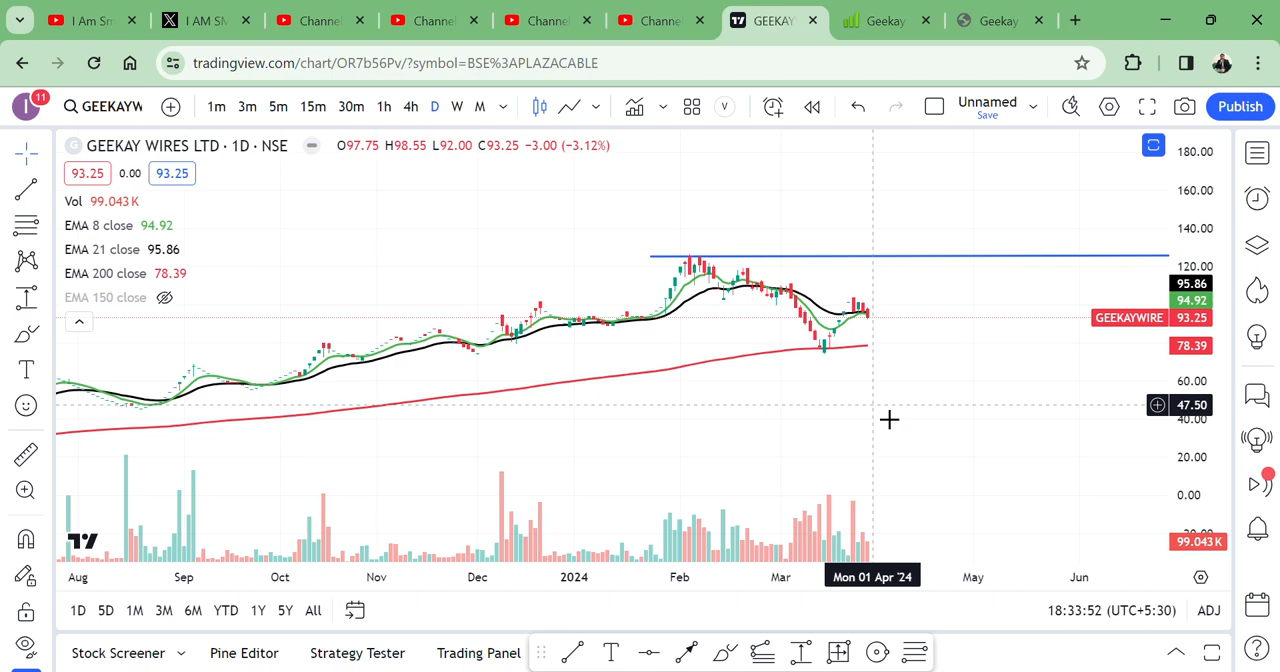 I Am Sm
I AM SM
Channel
Channel
Channel
Channe
GEEKAY
Geekay
Geekay
tradingview.com/chart/OR7b56Pv/?symbol=BSE%3APLAZACABLE
I
11
GEEKAYW
1m 3m 5m 15m 30m 1h 4h D W M
V
Unnamed
Save
Publish
G GEEKAY WIRES LTD · 1D · NSE O97.75 H98.55 L92.00 C93.25 −3.00 (−3.12%)
93.25 0.00 93.25
Vol 99.043 K
EMA 8 close 94.92
EMA 21 close 95.86
EMA 200 close 78.39
EMA 150 close
180.00
160.00
140.00
120.00
95.86
94.92
GEEKAYWIRE 93.25
78.39
60.00
47.50
40.00
20.00
0.00
99.043 K
Aug Sep Oct Nov Dec 2024 Feb Mar Mon 01 Apr '24 May Jun
1D 5D 1M 3M 6M YTD 1Y 5Y All
18:33:52 (UTC+5:30) ADJ
Stock Screener Pine Editor Strategy Tester Trading Panel